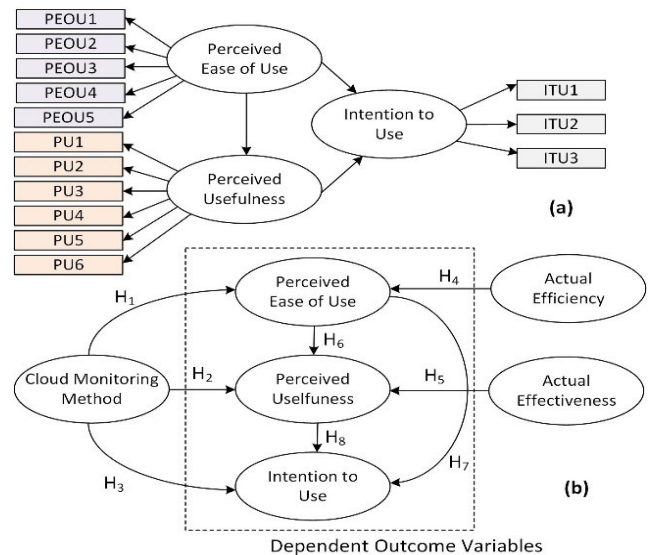 PEOU1
PEOU2
PEOU3
PEOU4
PEOU5
PU1
PU2
PU3
PU4
PU5
PU6
Perceived
Ease of Use
Perceived
Usefulness
Intention to
Use
ITU1
ITU2
ITU3
(a)
Perceived
Ease of Use
H4
Actual
Efficiency
H1
H6
Cloud Monitoring
Method
H2
Perceived
Uselfuness
H5
Actual
Effectiveness
H8
H3
Intention to
Use
H7
(b)
Dependent Outcome Variables